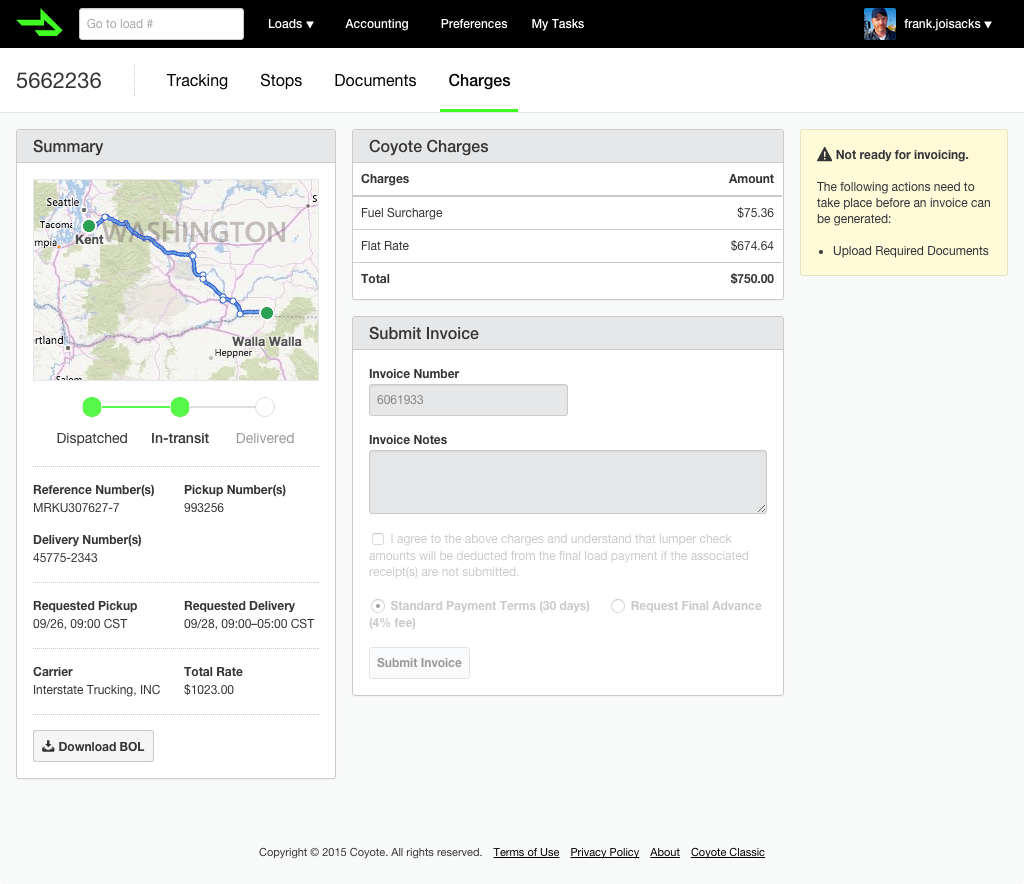 Go to load #
Loads ▼
Accounting
Preferences
My Tasks
frank.joisacks ▼
5662236
Tracking
Stops
Documents
Charges
Summary
Seattle
Tacoma
mpia
Kent
WASHINGTON
S
rtland
Walla Walla
Heppner
Salem
Dispatched
In-transit
Delivered
Reference Number(s)
MRKU307627-7
Pickup Number(s)
993256
Delivery Number(s)
45775-2343
Requested Pickup
09/26, 09:00 CST
Requested Delivery
09/28, 09:00–05:00 CST
Carrier
Interstate Trucking, INC
Total Rate
$1023.00
Download BOL
Coyote Charges
Charges Amount
Fuel Surcharge $75.36
Flat Rate $674.64
Total $750.00
Submit Invoice
Invoice Number
6061933
Invoice Notes
I agree to the above charges and understand that lumper check
amounts will be deducted from the final load payment if the associated
receipt(s) are not submitted.
Standard Payment Terms (30 days) Request Final Advance
(4% fee)
Submit Invoice
Not ready for invoicing.
The following actions need to
take place before an invoice can
be generated:
• Upload Required Documents
Copyright © 2015 Coyote. All rights reserved. Terms of Use Privacy Policy About Coyote Classic